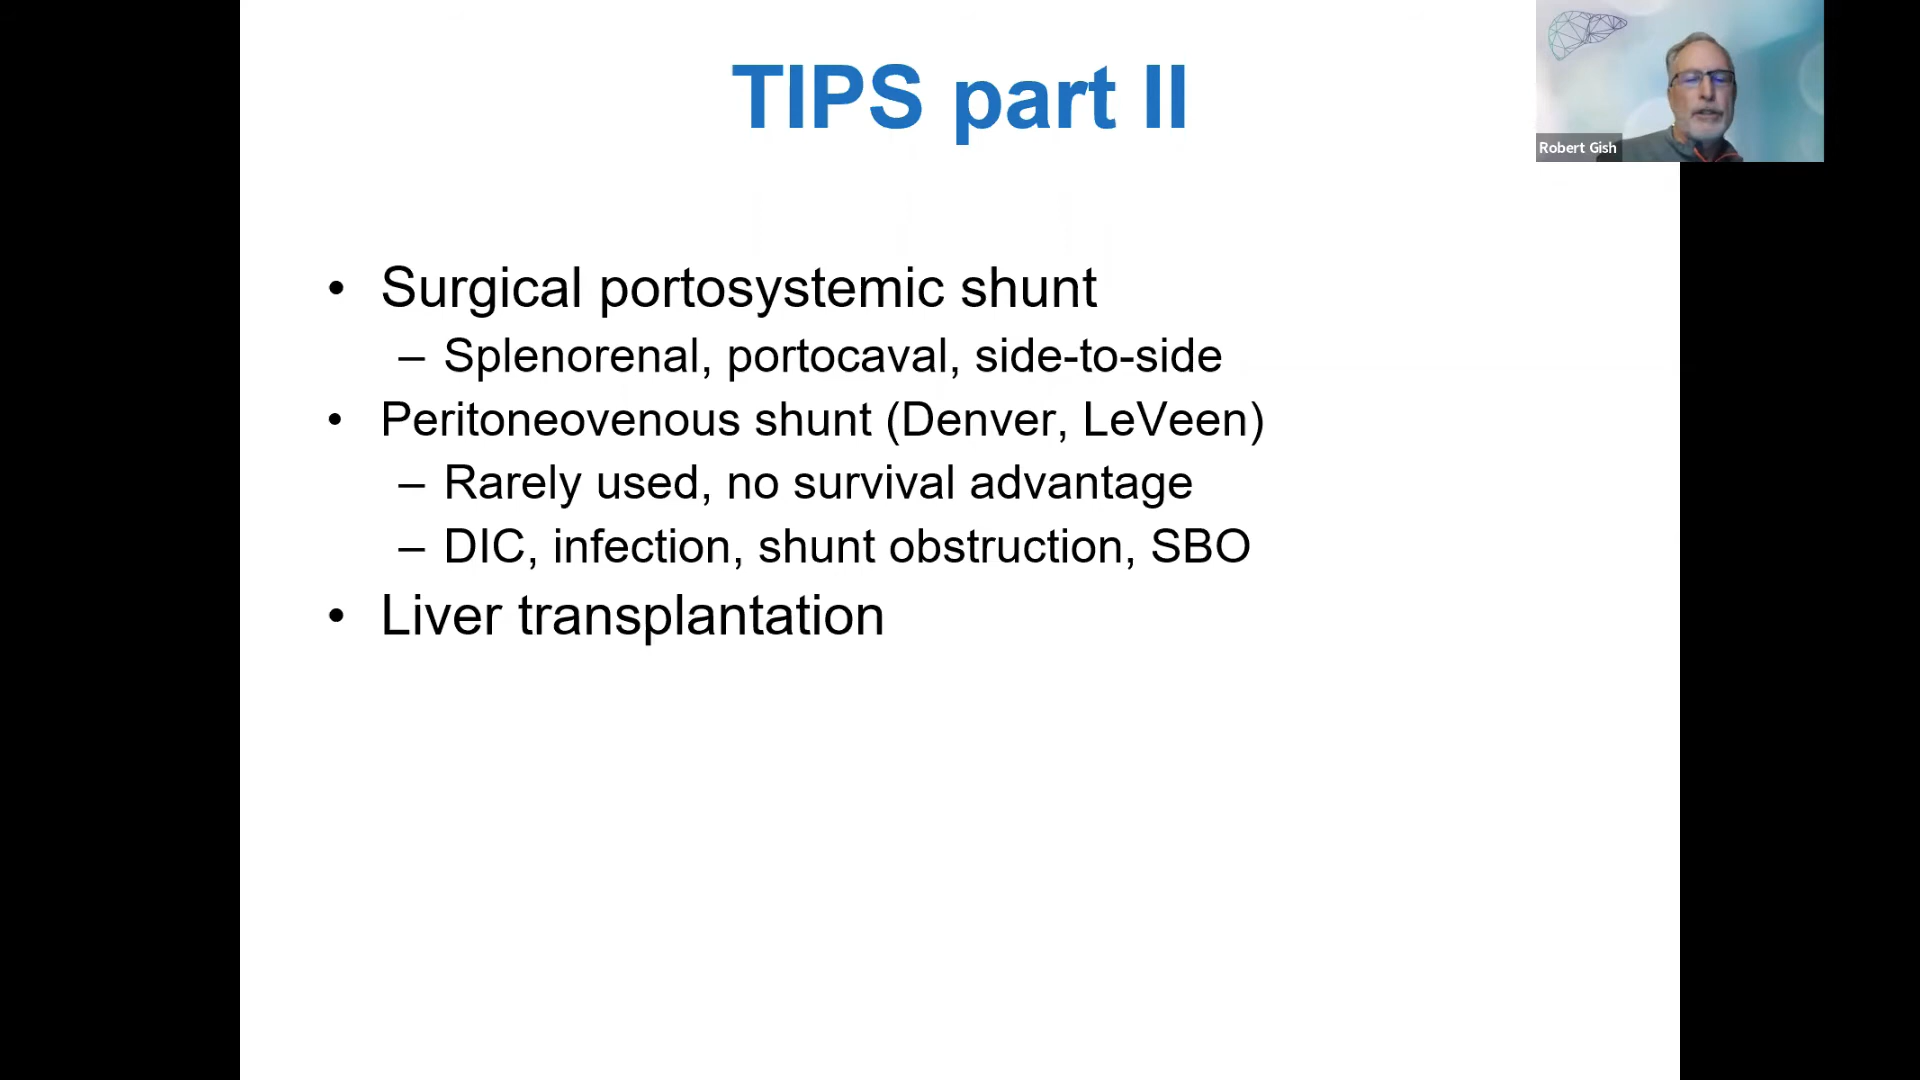 TIPS part II
Robert Gish
• Surgical portosystemic shunt
– Splenorenal, portocaval, side-to-side
• Peritoneovenous shunt (Denver, LeVeen)
– Rarely used, no survival advantage
– DIC, infection, shunt obstruction, SBO
• Liver transplantation